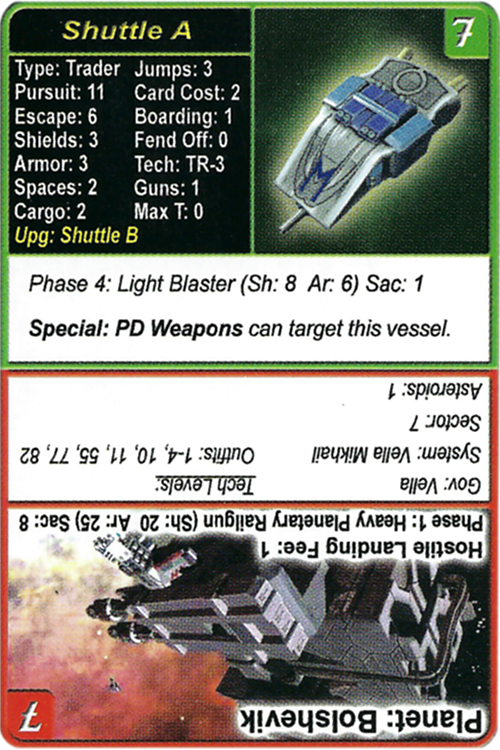 Shuttle A
7
Type: Trader Jumps: 3
Pursuit: 11 Card Cost: 2
Escape: 6 Boarding: 1
Shields: 3 Fend Off: 0
Armor: 3 Tech: TR-3
Spaces: 2 Guns: 1
Cargo: 2 Max T: 0
Upg: Shuttle B
M
Phase 4: Light Blaster (Sh: 8 Ar: 6) Sac: 1
Special: PD Weapons can target this vessel.
Planet: Bolshevik
7
Hostile Landing Fee: 1
Phase 1: Heavy Planetary Railgun (Sh: 20 Ar: 25) Sac: 8
Gov: Vella Tech Levels:
System: Vella Mikhail Outfits: 1-4, 10, 11, 55, 77, 82
Sector: 7
Asteroids: 1